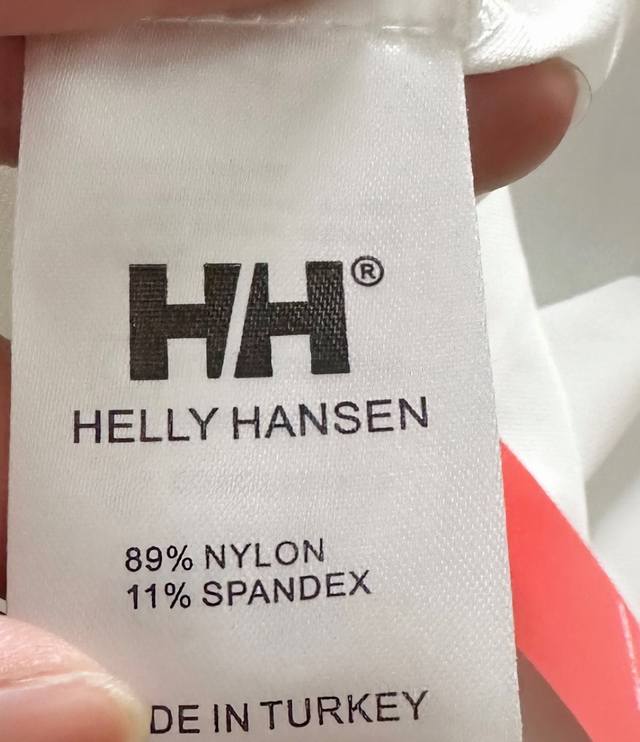 HH®
HELLY HANSEN
89% NYLON
11% SPANDEX
DE IN TURKEY